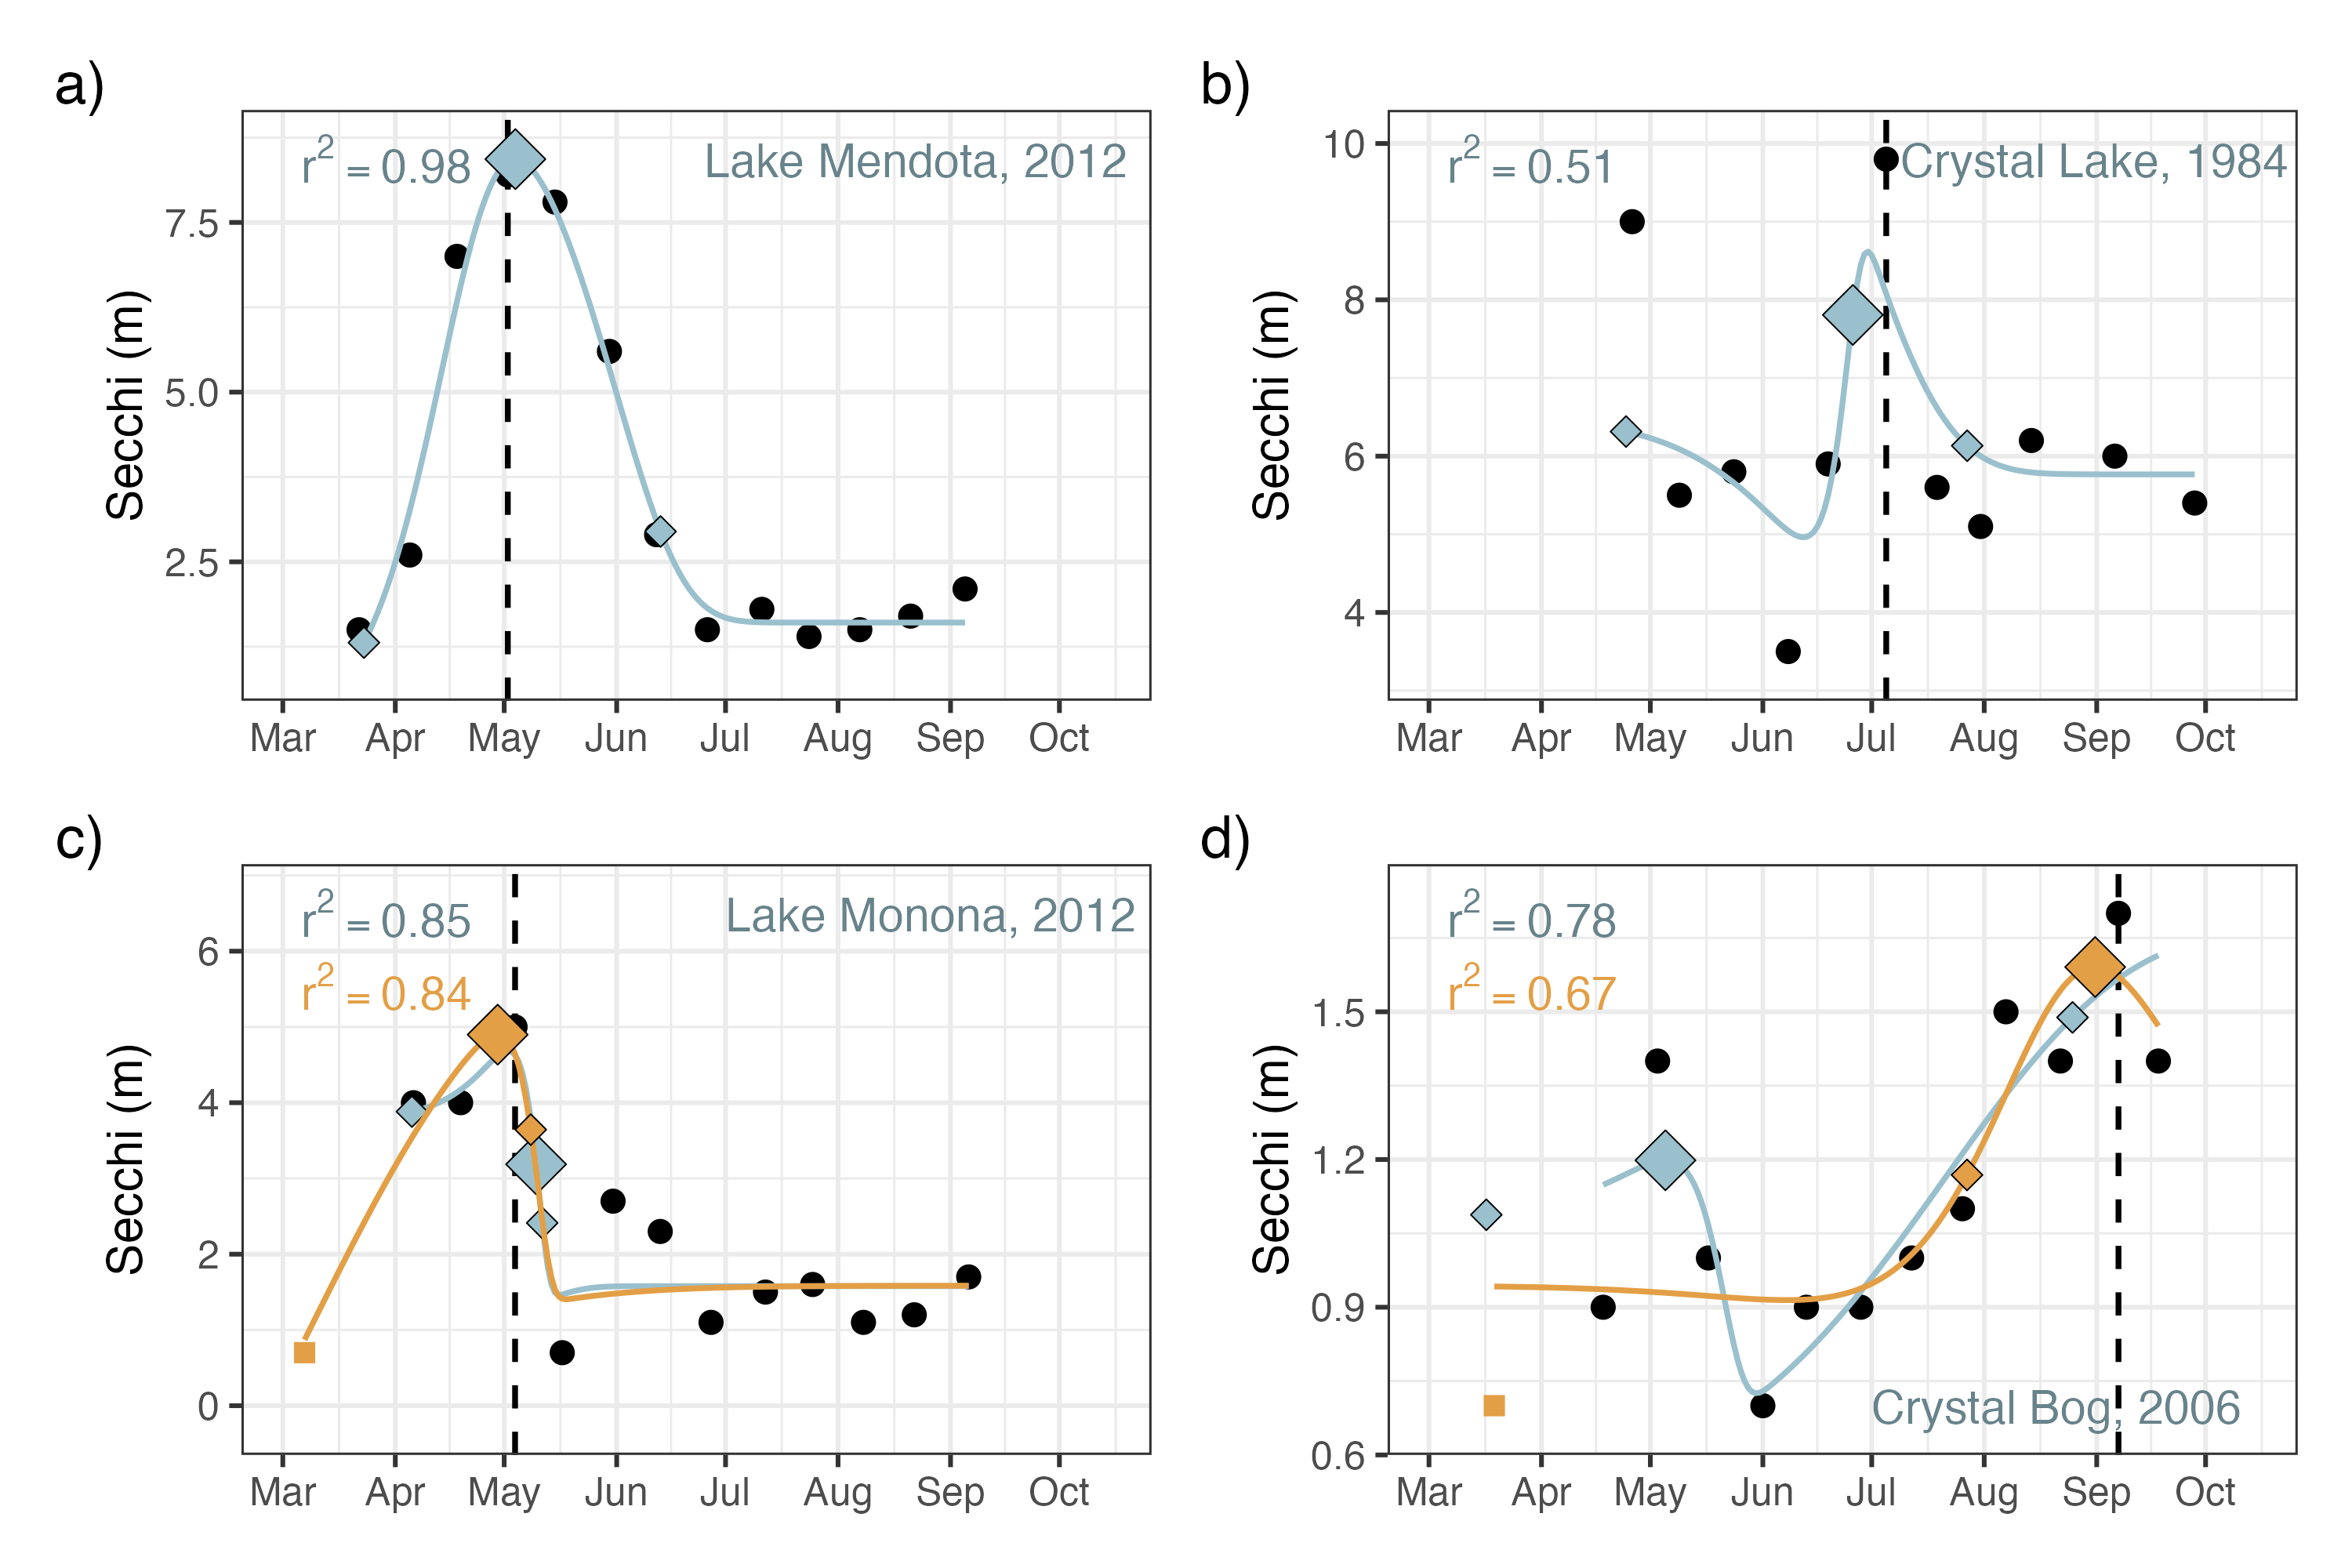 a)
r² = 0.98
Lake Mendota, 2012
Secchi (m)
7.5
5.0
2.5
Mar Apr May Jun Jul Aug Sep Oct
b)
r² = 0.51
Crystal Lake, 1984
Secchi (m)
10
8
6
4
Mar Apr May Jun Jul Aug Sep Oct
c)
r² = 0.85
Lake Monona, 2012
r² = 0.84
Secchi (m)
6
4
2
0
Mar Apr May Jun Jul Aug Sep Oct
d)
r² = 0.78
r² = 0.67
Secchi (m)
1.5
1.2
0.9
0.6
Crystal Bog, 2006
Mar Apr May Jun Jul Aug Sep Oct